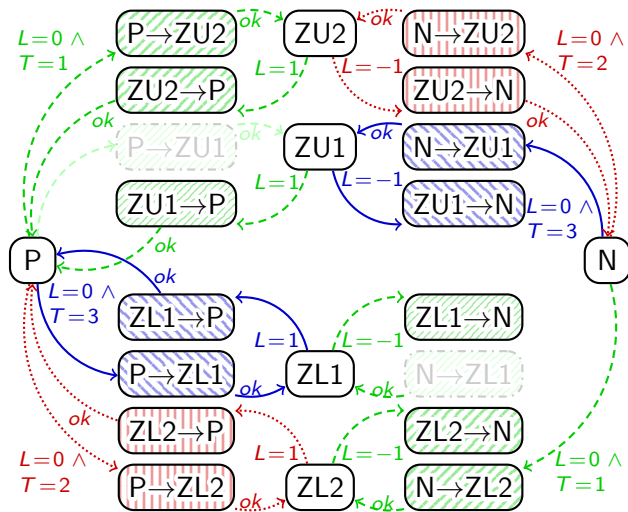 P→ZU2 ok ZU2 ok N→ZU2
L=0 ∧
T=1
L=0 ∧
T=2
ZU2→P L=1 L=−1 ZU2→N
ok ok
P→ZU1 ok ZU1 ok N→ZU1
ZU1→P L=1 L=−1 ZU1→N
L=0 ∧
T=3
ok
P N
ok
L=0 ∧
T=3
ZL1→P L=1 L=−1 ZL1→N
P→ZL1 ok ZL1 ok N→ZL1
ok ZL2→P L=1 L=−1 ZL2→N
L=0 ∧
T=2
L=0 ∧
T=1
P→ZL2 ok ZL2 ok N→ZL2